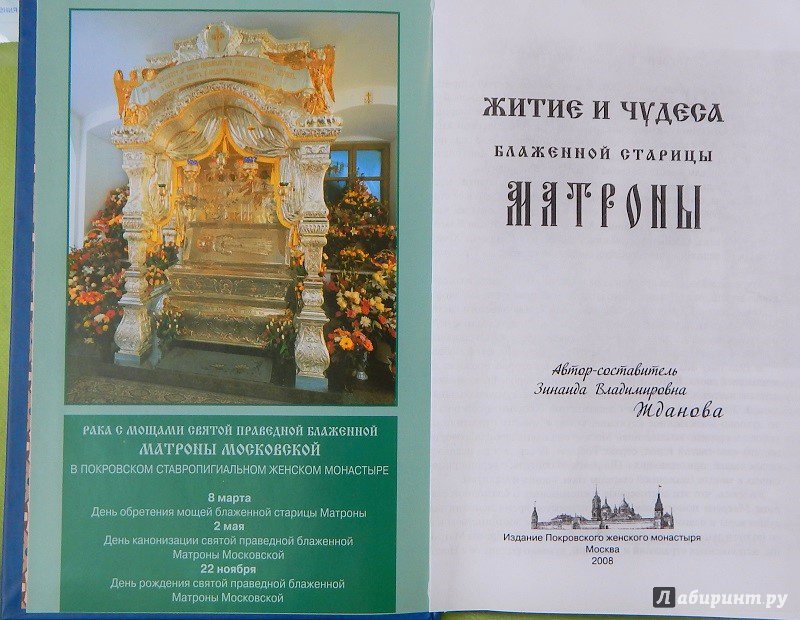 РАКА С МОЩАМИ СВЯТОЙ ПРАВЕДНОЙ БЛАЖЕННОЙ
МАТРОНЫ МОСКОВСКОЙ
В ПОКРОВСКОМ СТАВРОПИГИАЛЬНОМ ЖЕНСКОМ МОНАСТЫРЕ
8 марта
День обретения мощей блаженной старицы Матроны
2 мая
День канонизации святой праведной блаженной
Матроны Московской
22 ноября
День рождения святой праведной блаженной
Матроны Московской
ЖИТИЕ И ЧУДЕСА
БЛАЖЕННОЙ СТАРИЦЫ
МАТРОНЫ
Автор-составитель
Зинаида Владимировна
Жданова
Издание Покровского женского монастыря
Москва
2008
Лабиринт.ру